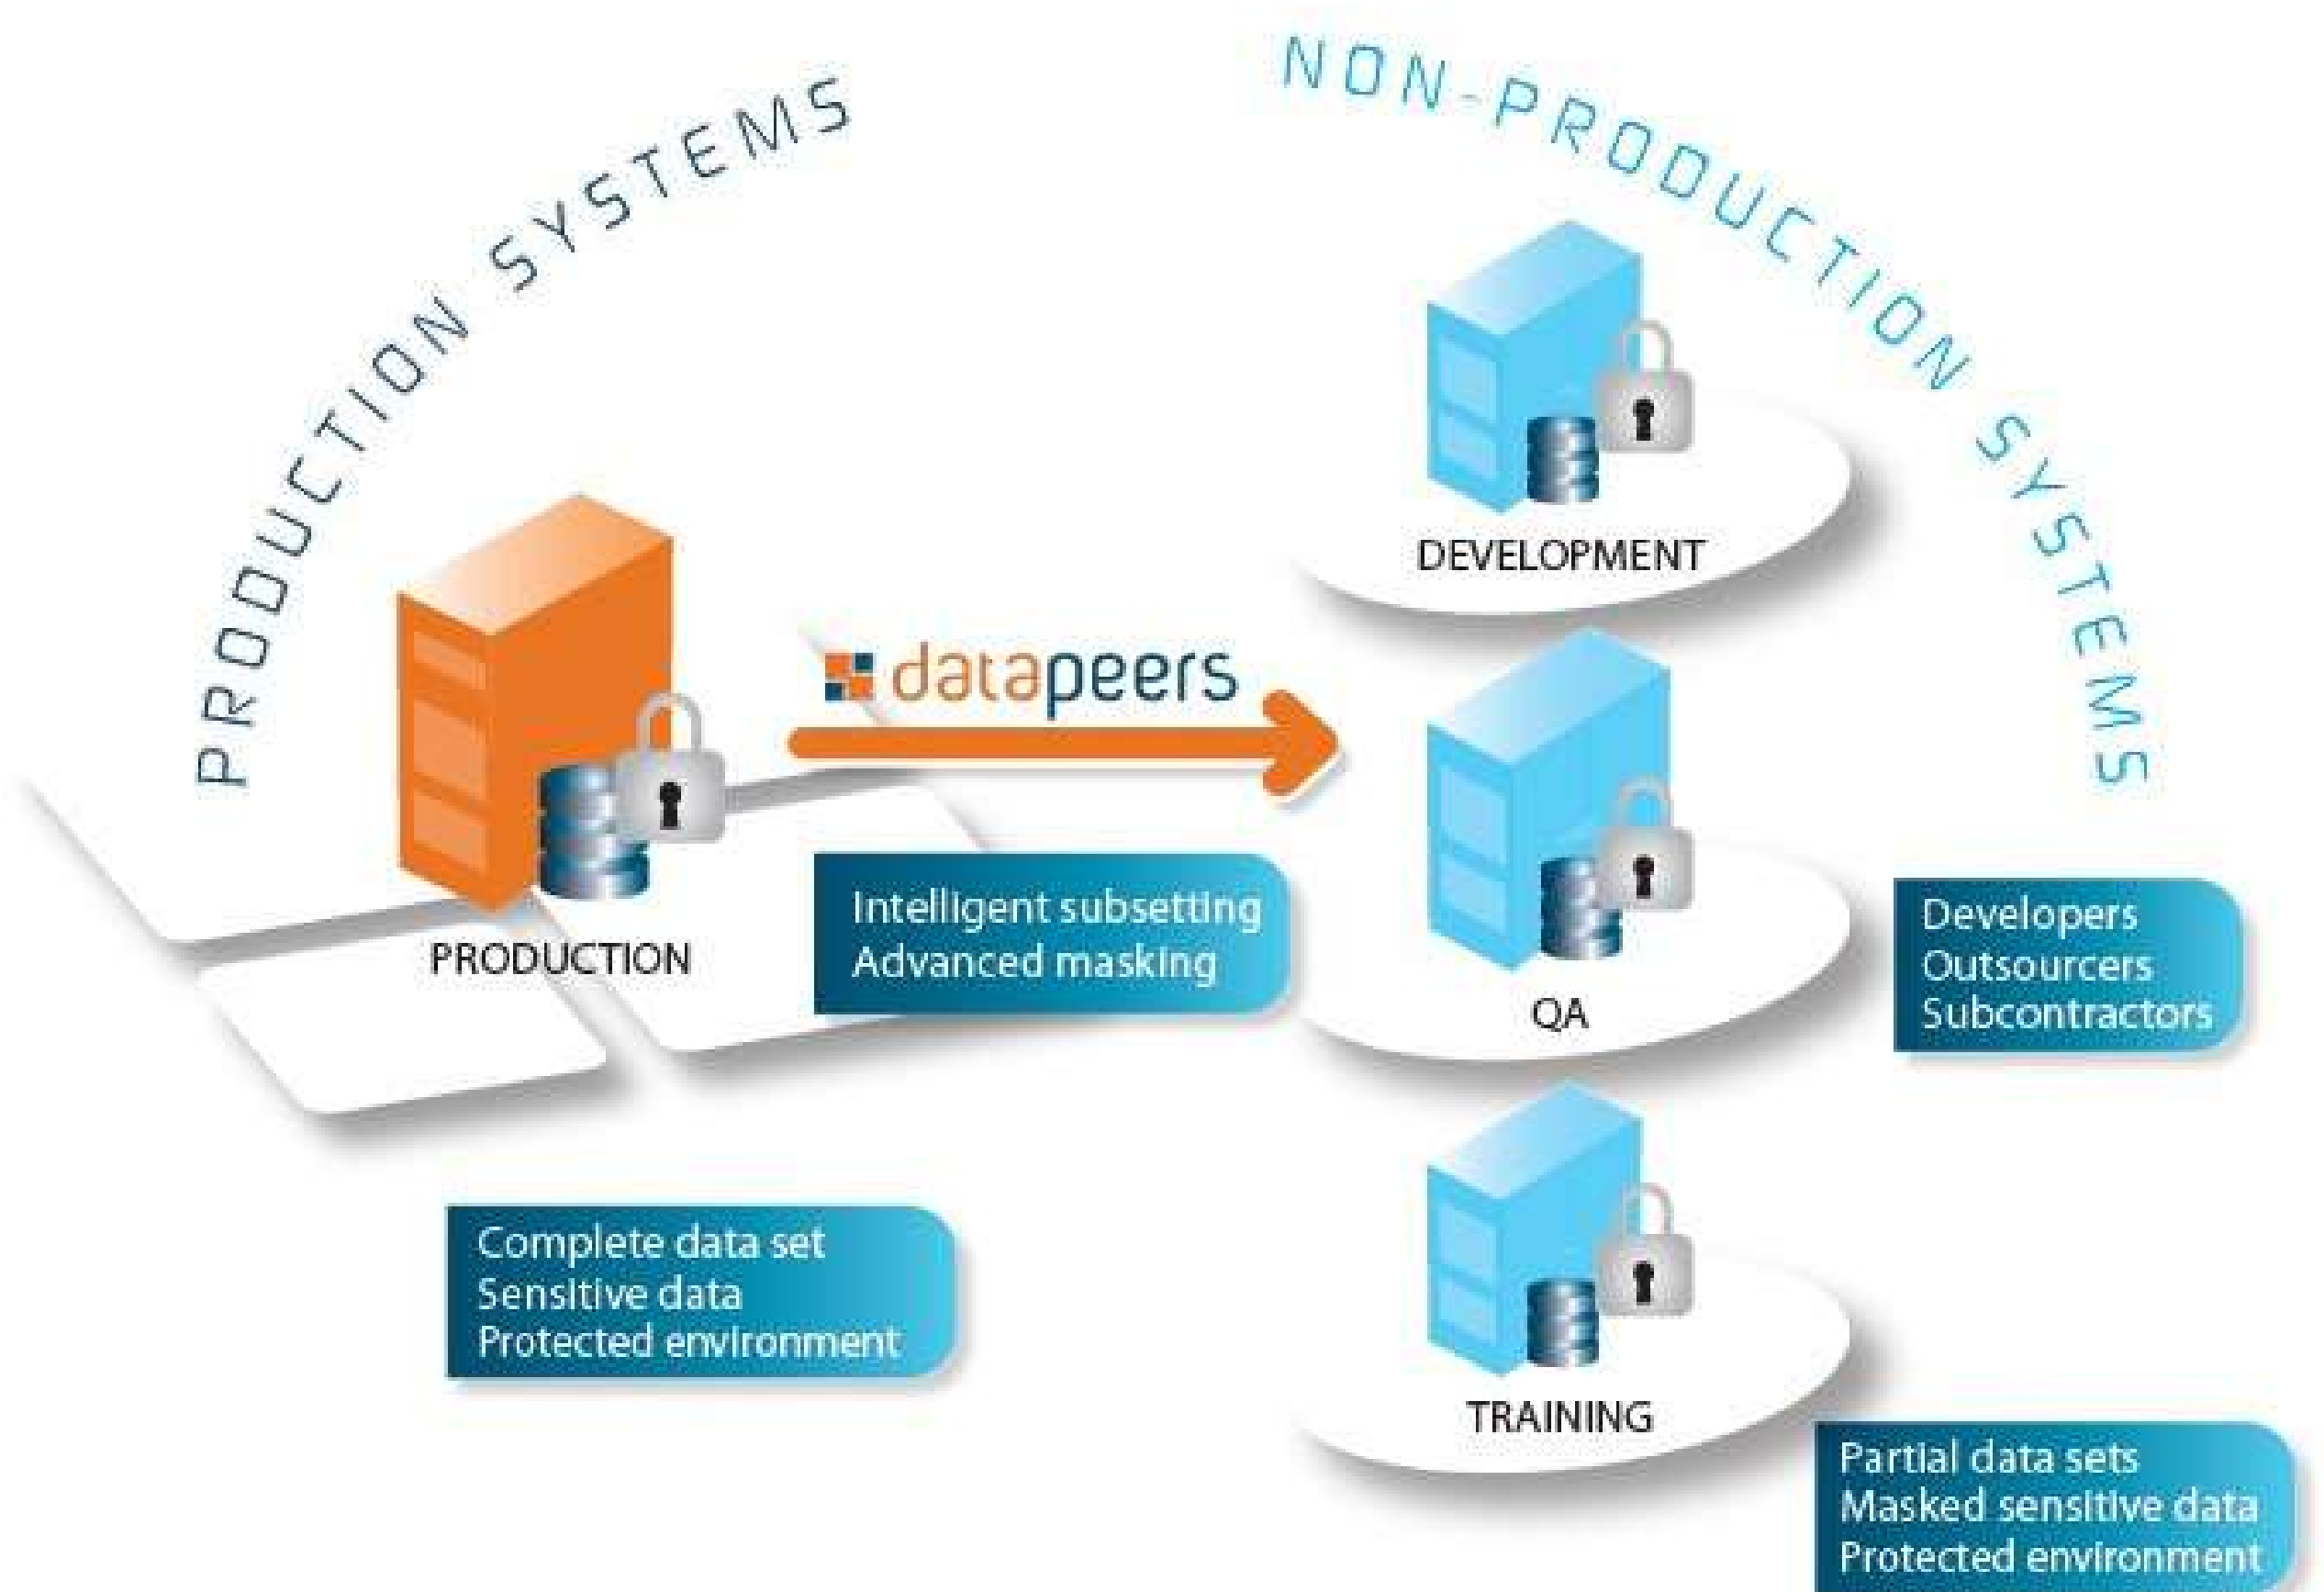 PRODUCTION SYSTEMS
NON-PRODUCTION SYSTEMS
DEVELOPMENT
datapeers
PRODUCTION
Intelligent subsetting
Advanced masking
QA
Developers
Outsourcers
Subcontractors
Complete data set
Sensitive data
Protected environment
TRAINING
Partial data sets
Masked sensitive data
Protected environment